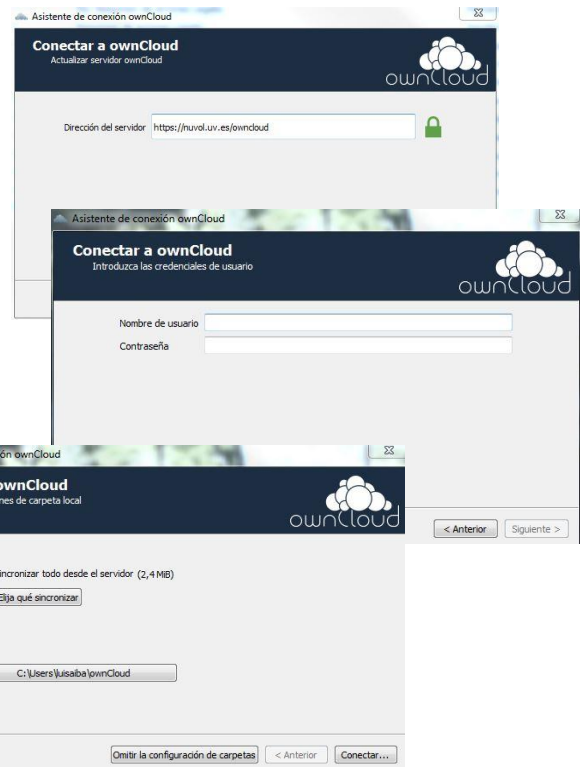 Asistente de conexión ownCloud
Conectar a ownCloud
Actualizar servidor ownCloud
ownCloud
Dirección del servidor https://nuvol.uv.es/owncloud
Asistente de conexión ownCloud
Conectar a ownCloud
Introduzca las credenciales de usuario
ownCloud
Nombre de usuario
Contraseña
< Anterior Siguiente >
ón ownCloud
ownCloud
nes de carpeta local
ownCloud
incronizar todo desde el servidor (2,4 MiB)
Elija qué sincronizar
C:\Users\luisaiba\ownCloud
Omitir la configuración de carpetas < Anterior Conectar...